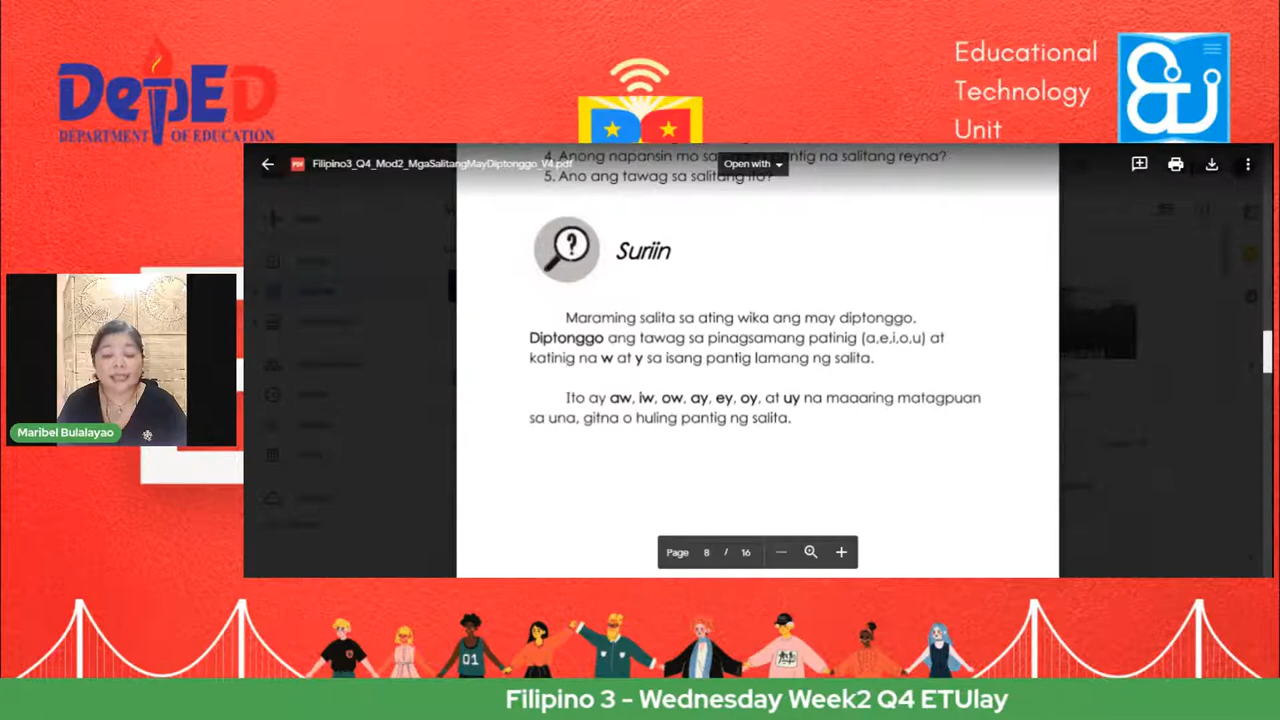 DepED
DEPARTMENT OF EDUCATION
Educational
Technology
Unit
Filipino3_Q4_Mod2_MgaSalitangMayDiptonggo_V4.pdf
Open with
4. Anong napansin mo sa pantig na salitang reyna?
5. Ano ang tawag sa salitang ito?
Suriin
Maraming salita sa ating wika ang may diptonggo.
Diptonggo ang tawag sa pinagsamang patinig (a,e,i,o,u) at
katinig na w at y sa isang pantig lamang ng salita.
Ito ay aw, iw, ow, ay, ey, oy, at uy na maaaring matagpuan
sa una, gitna o huling pantig ng salita.
Page 8 / 16
Maribel Bulalayao
01
Filipino 3 - Wednesday Week2 Q4 ETUlay